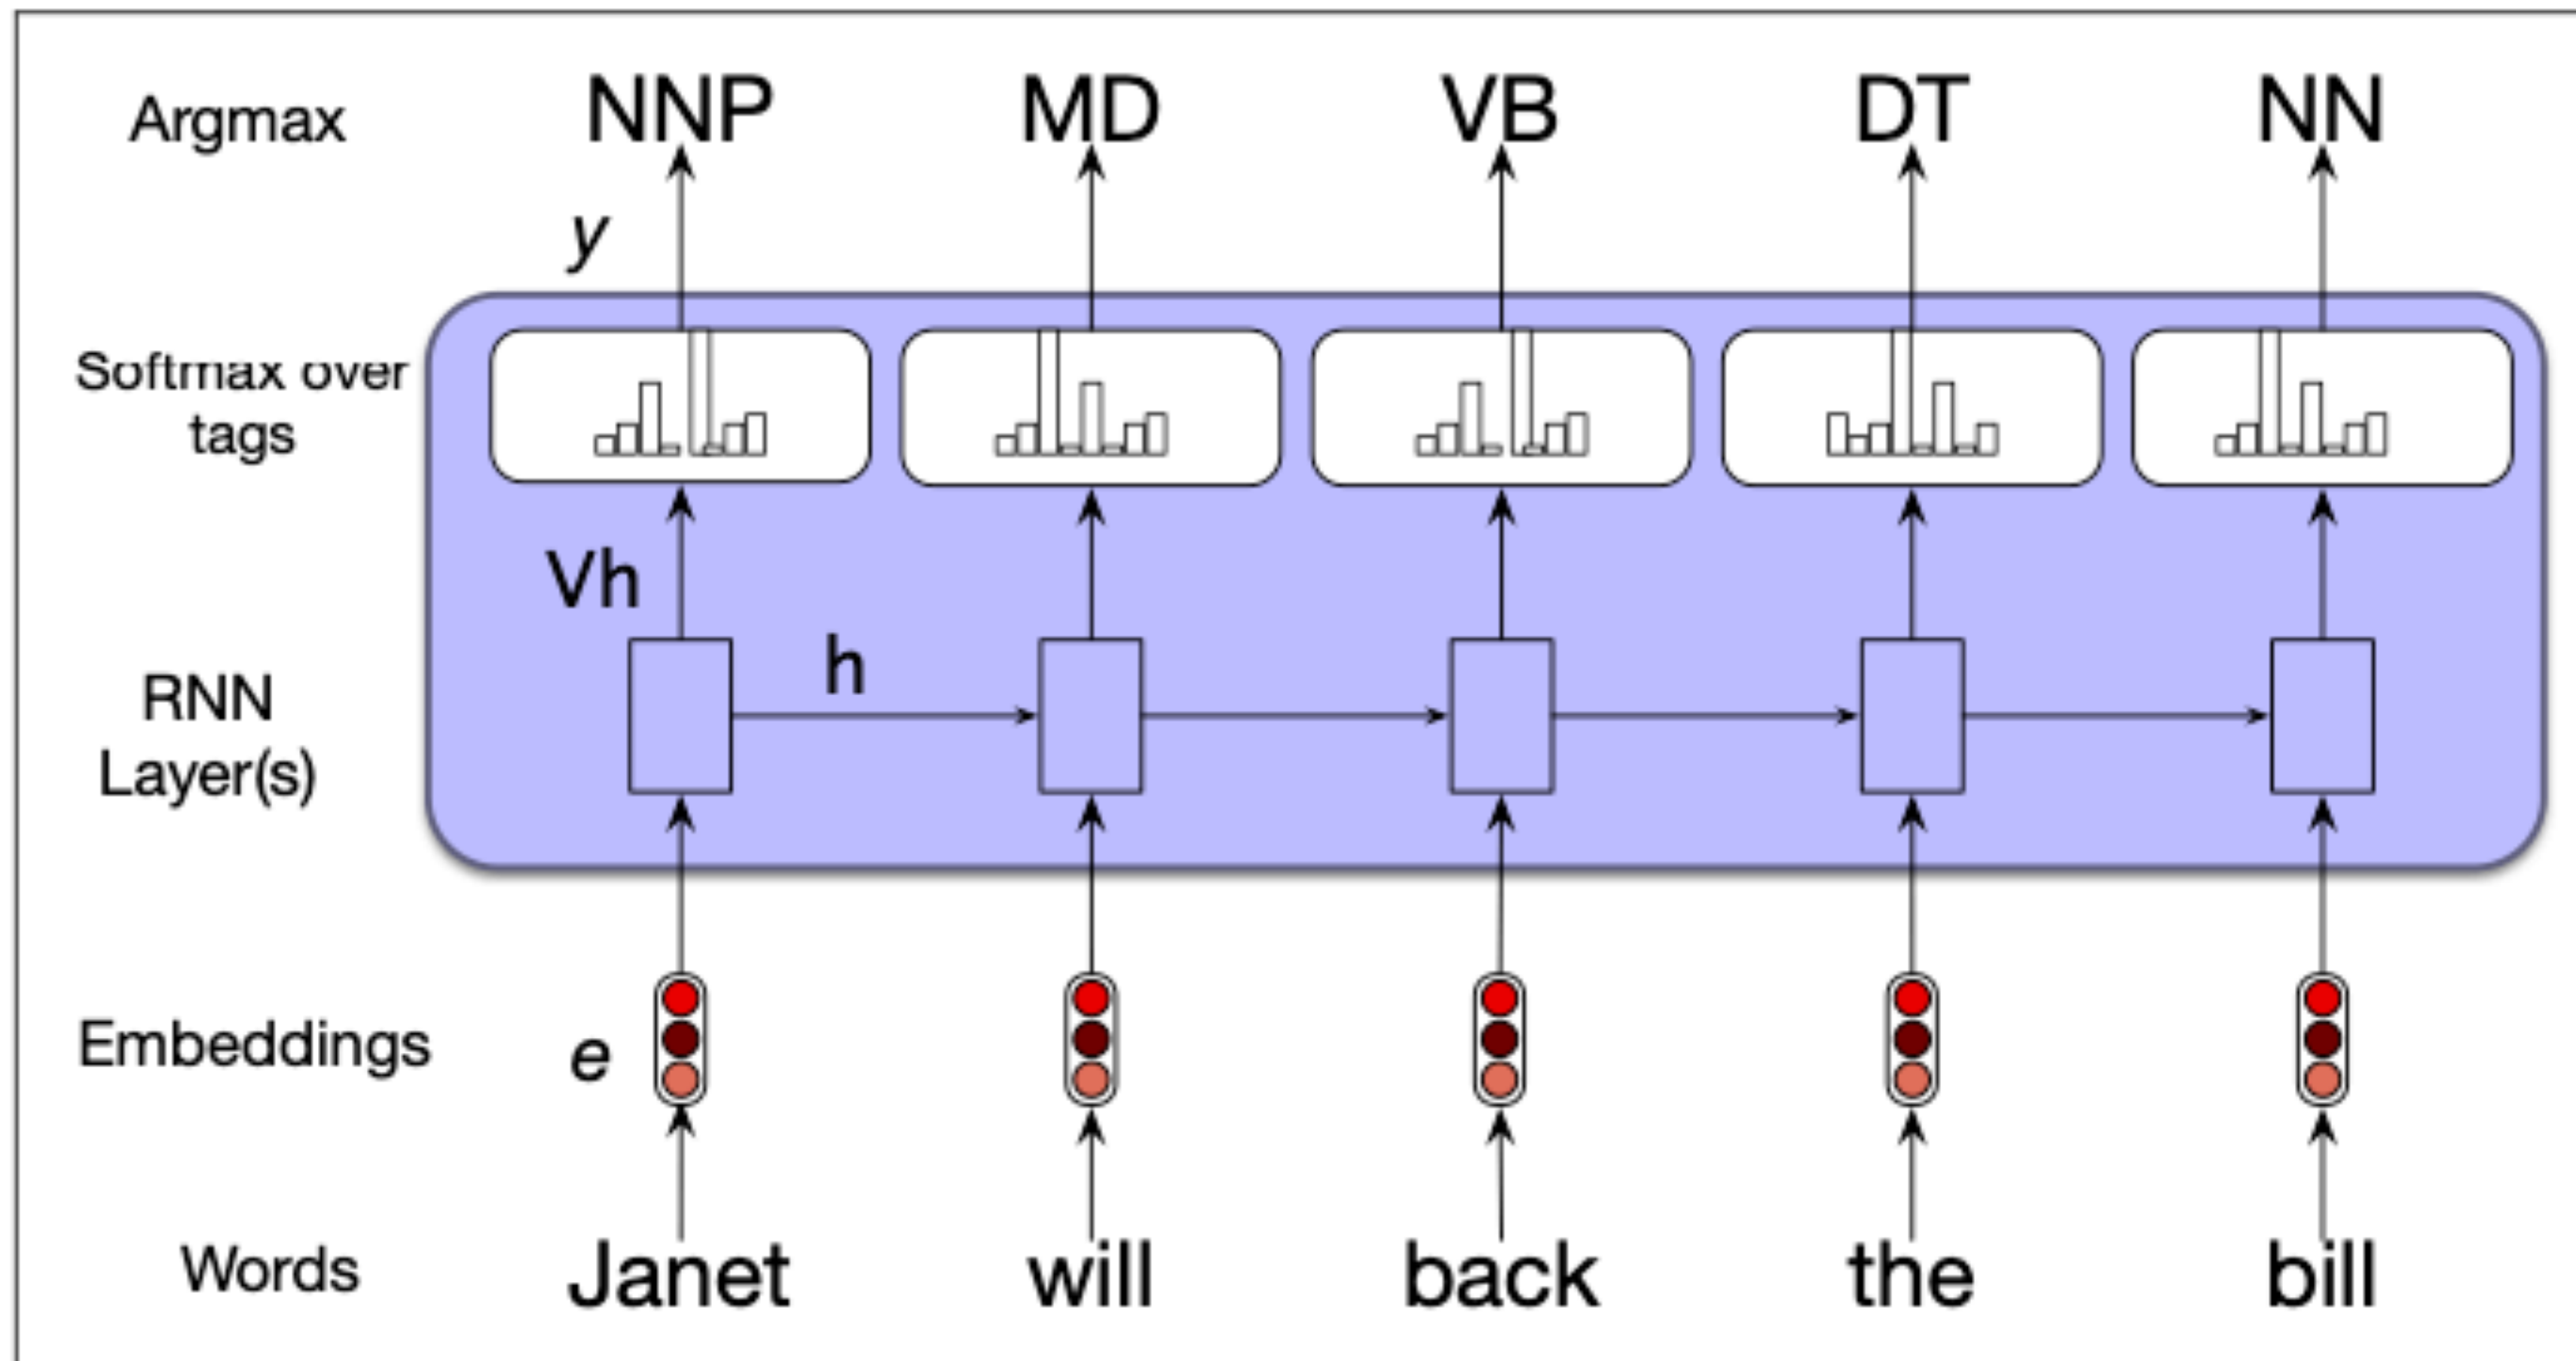 Argmax NNP MD VB DT NN
y
Softmax over
tags
Vh
h
RNN
Layer(s)
Embeddings e
Words Janet will back the bill